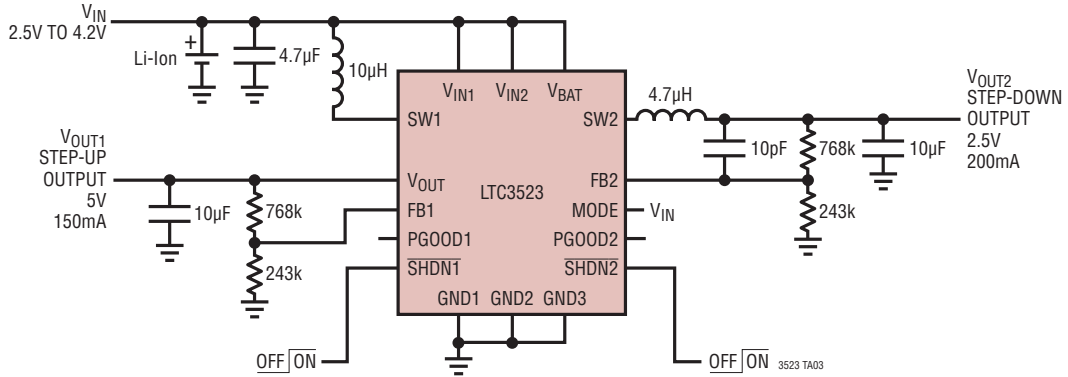 VIN
2.5V TO 4.2V
Li-Ion
+
4.7µF
10µH
VIN1 VIN2 VBAT
SW1
SW2
4.7µH
VOUT2
STEP-DOWN
OUTPUT
2.5V
200mA
10pF
768k
10µF
243k
VOUT1
STEP-UP
OUTPUT
5V
150mA
10µF
768k
243k
VOUT
FB1
PGOOD1
SHDN1
LTC3523
FB2
MODE
VIN
PGOOD2
SHDN2
GND1 GND2 GND3
OFF ON
OFF ON
3523 TA03